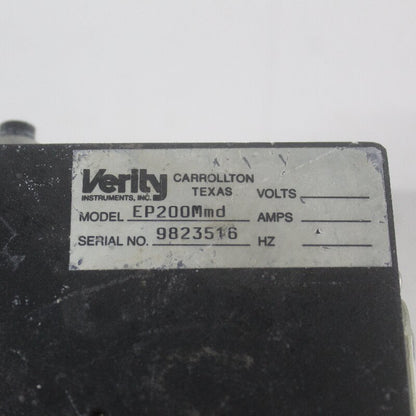 Verity CARROLLTON
INSTRUMENTS, INC. TEXAS VOLTS
MODEL EP200Mmd AMPS
SERIAL NO. 9823516 HZ